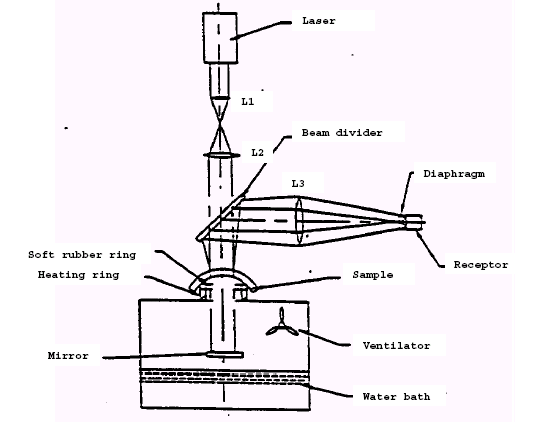 Laser
L1
Beam divider
L2
L3
Diaphragm
Soft rubber ring
Heating ring
Sample
Receptor
Mirror
Ventilator
Water bath